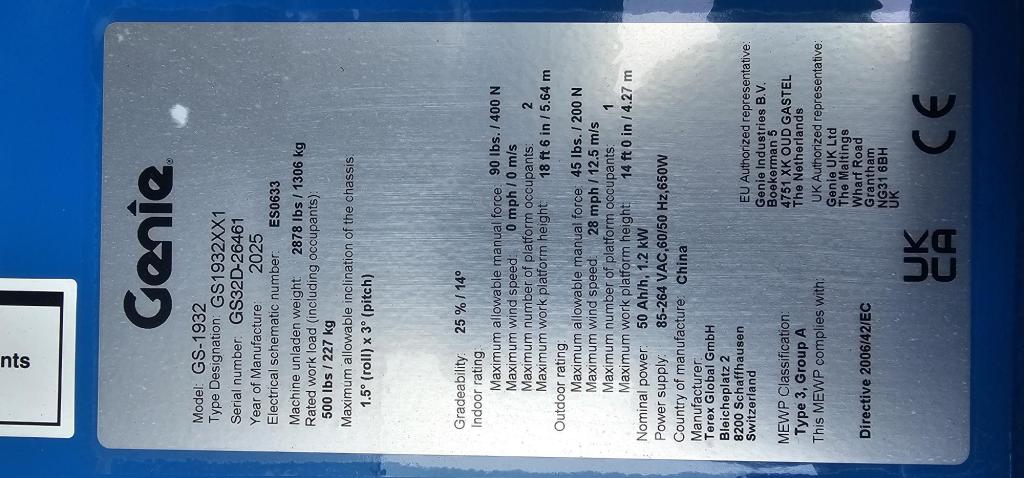 nts
Genie®
Model: GS-1932
Type Designation: GS1932XX1
Serial number: GS32D-26461
Year of Manufacture: 2025
Electrical schematic number: ES0633
Machine unladen weight: 2878 lbs / 1306 kg
Rated work load (including occupants):
500 lbs / 227 kg
Maximum allowable inclination of the chassis
1.5° (roll) x 3° (pitch)
Gradeability: 25 % / 14°
Indoor rating:
Maximum allowable manual force: 90 lbs. / 400 N
Maximum wind speed: 0 mph / 0 m/s
Maximum number of platform occupants: 2
Maximum work platform height: 18 ft 6 in / 5.64 m
Outdoor rating:
Maximum allowable manual force: 45 lbs. / 200 N
Maximum wind speed: 28 mph / 12.5 m/s
Maximum number of platform occupants: 1
Maximum work platform height: 14 ft 0 in / 4.27 m
Nominal power: 50 Ah/h, 1.2 kW
Power supply: 85-264 VAC,60/50 Hz,650W
Country of manufacture: China
Manufacturer:
Terex Global GmbH
Bleicheplatz 2
8200 Schaffhausen
Switzerland
EU Authorized representative:
Genie Industries B.V.
Boekerman 5
4751 XK OUD GASTEL
The Netherlands
MEWP Classification:
Type 3, Group A
This MEWP complies with:
UK Authorized representative:
Genie UK Ltd
The Maltings
Wharf Road
Grantham
NG31 6BH
UK
Directive 2006/42/EC
UK
CA
CE